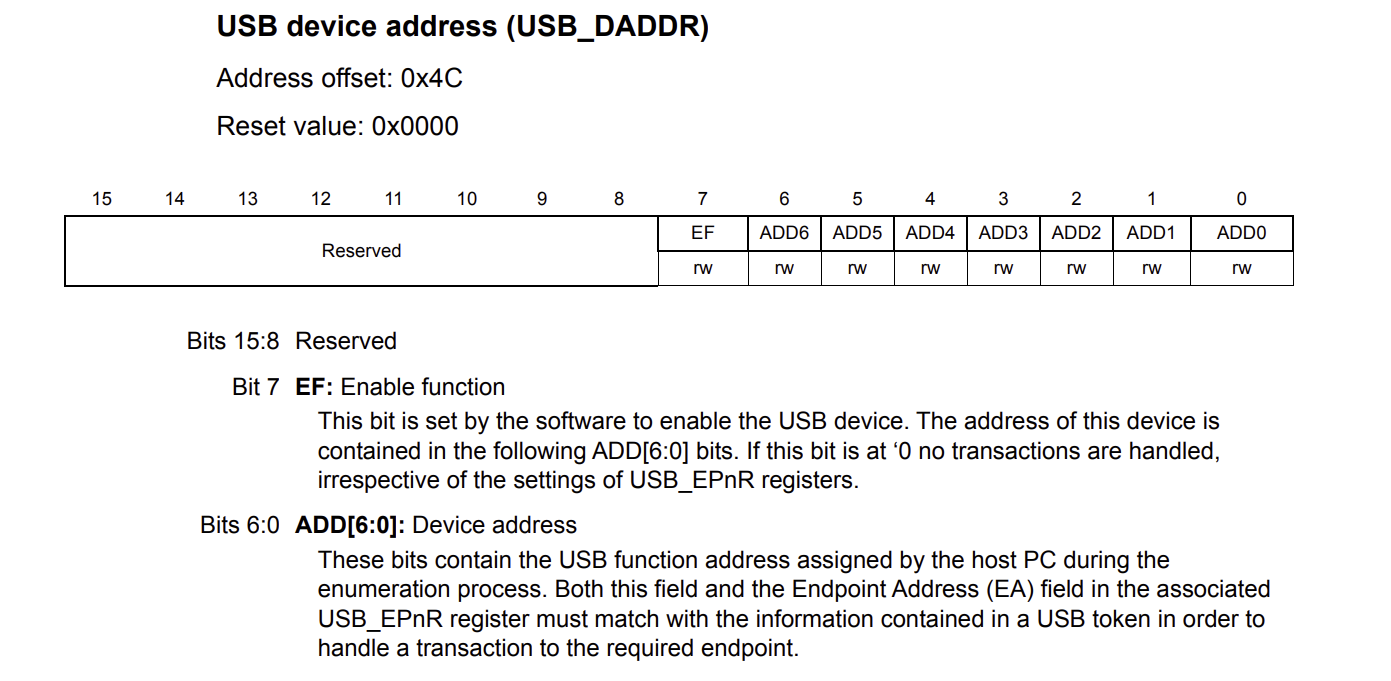 USB device address (USB_DADDR)
Address offset: 0x4C
Reset value: 0x0000
15 14 13 12 11 10 9 8 7 6 5 4 3 2 1 0
Reserved
EF ADD6 ADD5 ADD4 ADD3 ADD2 ADD1 ADD0
rw rw rw rw rw rw rw rw
Bits 15:8 Reserved
Bit 7 EF: Enable function
This bit is set by the software to enable the USB device. The address of this device is
contained in the following ADD[6:0] bits. If this bit is at ‘0 no transactions are handled,
irrespective of the settings of USB_EPnR registers.
Bits 6:0 ADD[6:0]: Device address
These bits contain the USB function address assigned by the host PC during the
enumeration process. Both this field and the Endpoint Address (EA) field in the associated
USB_EPnR register must match with the information contained in a USB token in order to
handle a transaction to the required endpoint.